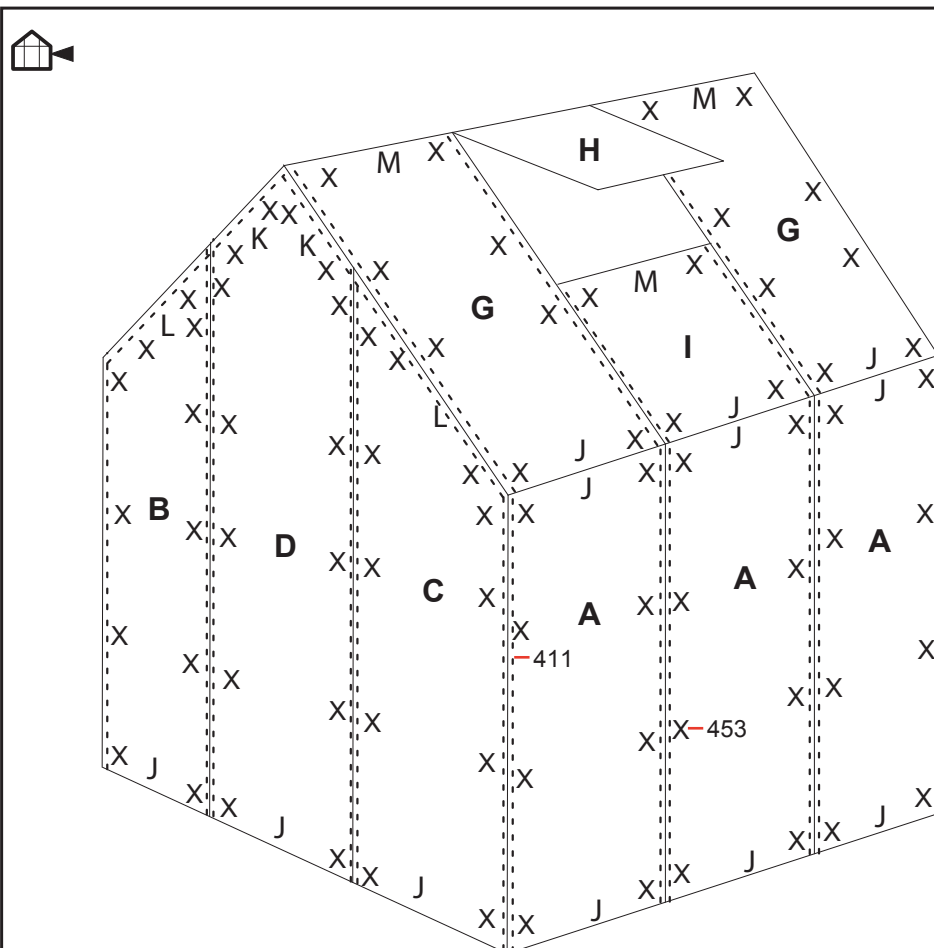 X M X
M X H
X X
X X X
K K X G
X X X X X
X X X M X
X G X
L X X
X X X I J X
X X X J X
X X L X J X X
X X J X J
X X J X X
X B X X X
X X D X A
X X A X
C X A X X
X X X
X X 411 X
X X X X 453 X
X J X X
X X X
J X X J
X X J X X J
X X J